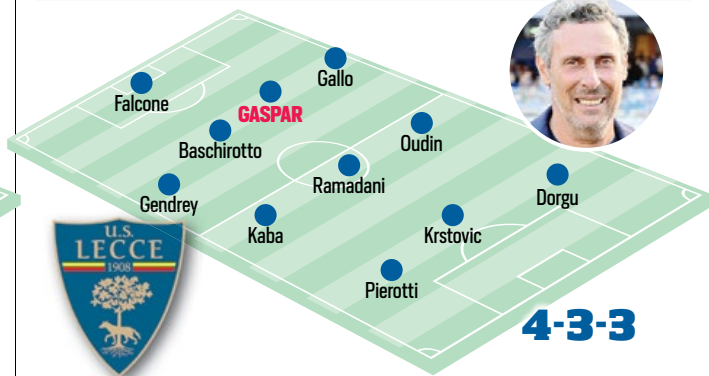 Gallo
Falcone
GASPAR
Baschirotto
Oudin
Ramadani
Gendrey
Dorgu
Kaba
Krstovic
Pierotti
U.S.
LECCE
1908
4-3-3